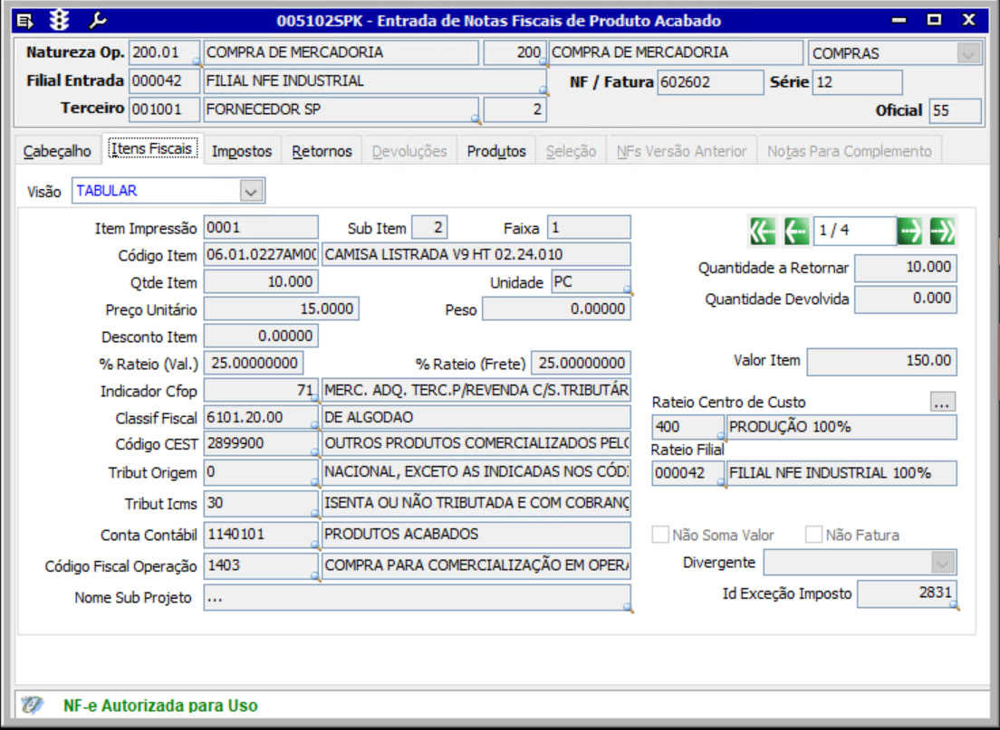 005102SPK - Entrada de Notas Fiscais de Produto Acabado
Natureza Op. 200.01 COMPRA DE MERCADORIA 200 COMPRA DE MERCADORIA COMPRAS
Filial Entrada 000042 FILIAL NFE INDUSTRIAL NF / Fatura 602602 Série 12
Terceiro 001001 FORNECEDOR SP 2 Oficial 55
Cabeçalho Itens Fiscais Impostos Retornos Devoluções Produtos Seleção NFs Versão Anterior Notas Para Complemento
Visão TABULAR
Item Impressão 0001 Sub Item 2 Faixa 1 1 / 4
Código Item 06.01.0227AM00 CAMISA LISTRADA V9 HT 02.24.010
Quantidade a Retornar 10.000
Qtde Item 10.000 Unidade PC
Quantidade Devolvida 0.000
Preço Unitário 15.0000 Peso 0.00000
Desconto Item 0.00000
% Rateio (Val.) 25.00000000 % Rateio (Frete) 25.00000000 Valor Item 150.00
Indicador Cfop 71 MERC. ADQ. TERC.P/REVENDA C/S.TRIBUTÁR
Rateio Centro de Custo ...
Classif Fiscal 6101.20.00 DE ALGODAO 400 PRODUÇÃO 100%
Código CEST 2899900 OUTROS PRODUTOS COMERCIALIZADOS PEL
Rateio Filial
Tribut Origem 0 NACIONAL, EXCETO AS INDICADAS NOS CÓD 000042 FILIAL NFE INDUSTRIAL 100%
Tribut Icms 30 ISENTA OU NÃO TRIBUTADA E COM COBRANÇ
Conta Contábil 1140101 PRODUTOS ACABADOS Não Soma Valor Não Fatura
Código Fiscal Operação 1403 COMPRA PARA COMERCIALIZAÇÃO EM OPER Divergente
Nome Sub Projeto ... Id Exceção Imposto 2831
NF-e Autorizada para Uso